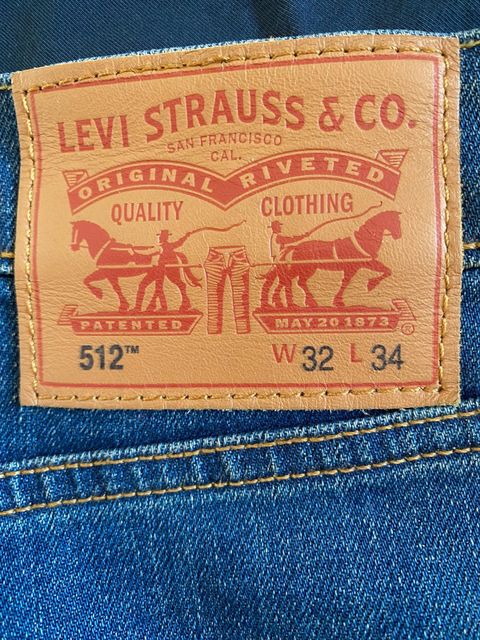 LEVI STRAUSS & CO.
SAN FRANCISCO
CAL.
ORIGINAL RIVETED
QUALITY CLOTHING
PATENTED MAY 20 1873 ®
512™ W 32 L 34